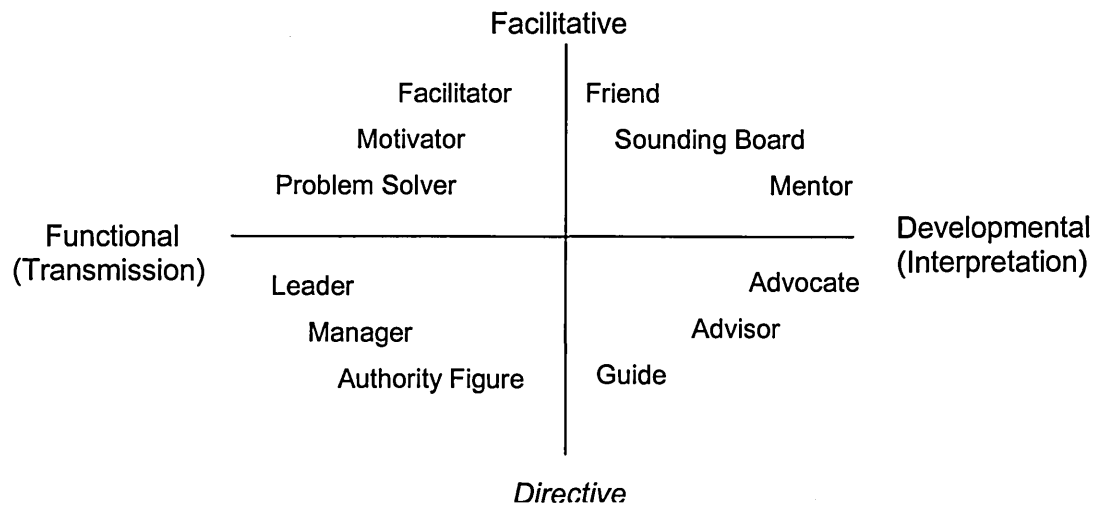 Facilitative
Facilitator Friend
Motivator Sounding Board
Problem Solver Mentor
Functional
(Transmission)
Developmental
(Interpretation)
Leader Advocate
Manager Advisor
Authority Figure Guide
Directive